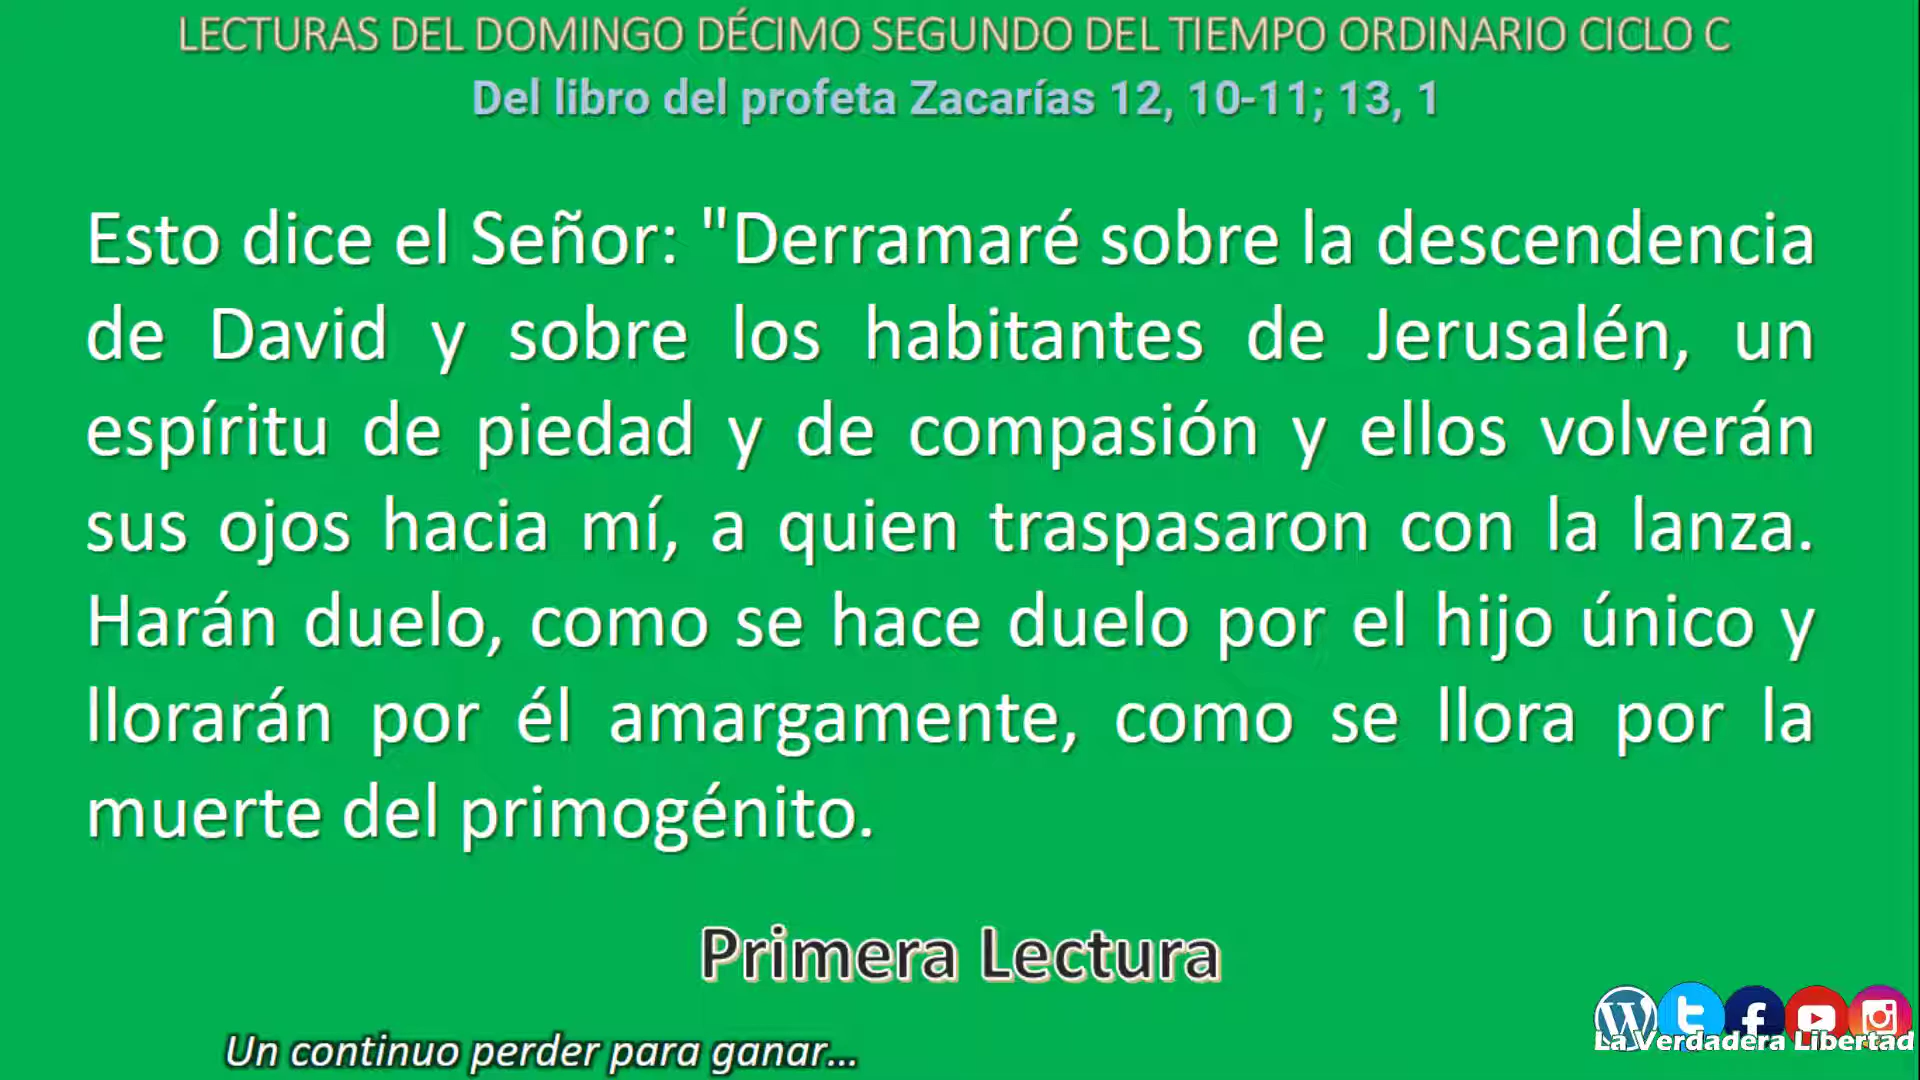 LECTURAS DEL DOMINGO DÉCIMO SEGUNDO DEL TIEMPO ORDINARIO CICLO C
Del libro del profeta Zacarías 12, 10-11; 13, 1
Esto dice el Señor: "Derramaré sobre la descendencia
de David y sobre los habitantes de Jerusalén, un
espíritu de piedad y de compasión y ellos volverán
sus ojos hacia mí, a quien traspasaron con la lanza.
Harán duelo, como se hace duelo por el hijo único y
llorarán por él amargamente, como se llora por la
muerte del primogénito.
Primera Lectura
La Verdadera Libertad
Un continuo perder para ganar...